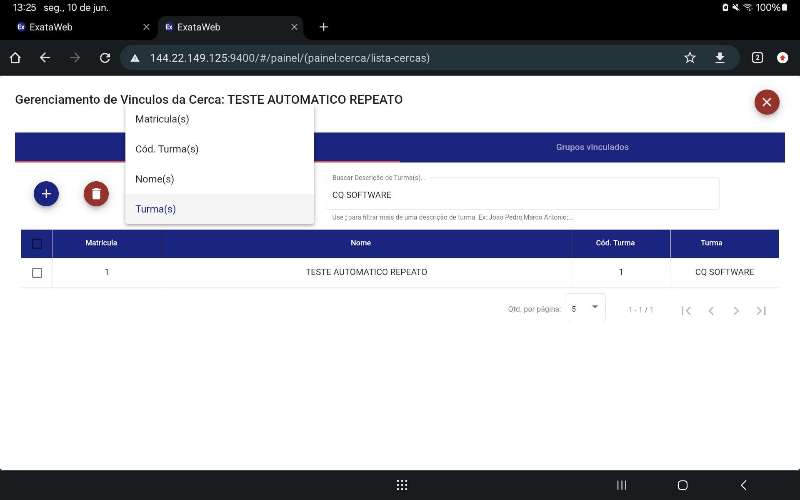 13:25 seg., 10 de jun. 100%
ExataWeb
ExataWeb
144.22.149.125:9400/#/painel/(painel:cerca/lista-cercas)
2
Gerenciamento de Vinculos da Cerca: TESTE AUTOMATICO REPEATO
Grupos vinculados
Matricula(s)
Cód. Turma(s)
Nome(s)
Turma(s)
Buscar Descrição de Turma(s)...
CQ SOFTWARE
Use ; para filtrar mais de uma descrição de turma. Ex: João Pedro;Marco Antonio;...
Matricula Nome Cód. Turma Turma
1 TESTE AUTOMATICO REPEATO 1 CQ SOFTWARE
Qtd. por página: 5 1 - 1 / 1